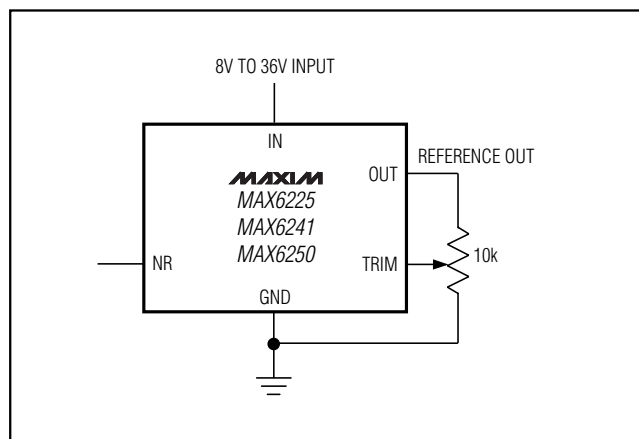 8V TO 36V INPUT
IN
OUT
REFERENCE OUT
MAXIM
MAX6225
MAX6241
MAX6250
NR
TRIM
10k
GND